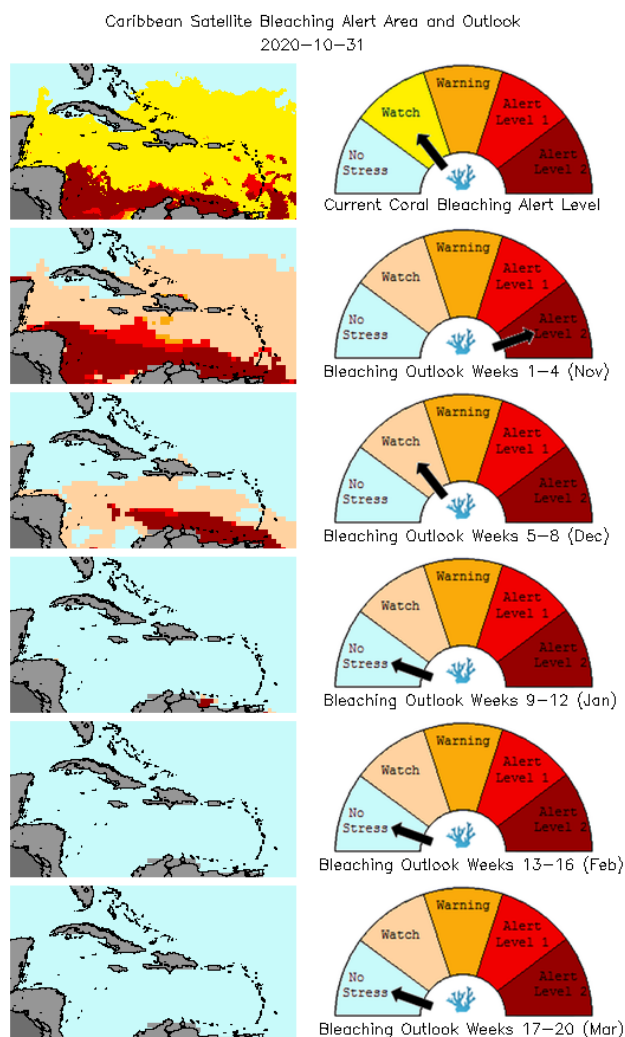 Caribbean Satellite Bleaching Alert Area and Outlook
2020-10-31
Warning
Watch
Alert
Level 1
No
Stress
Alert
Level 2
Current Coral Bleaching Alert Level
Warning
Watch
Alert
Level 1
No
Stress
Alert
Level 2
Bleaching Outlook Weeks 1-4 (Nov)
Warning
Watch
Alert
Level 1
No
Stress
Alert
Level 2
Bleaching Outlook Weeks 5-8 (Dec)
Warning
Watch
Alert
Level 1
No
Stress
Alert
Level 2
Bleaching Outlook Weeks 9-12 (Jan)
Warning
Watch
Alert
Level 1
No
Stress
Alert
Level 2
Bleaching Outlook Weeks 13-16 (Feb)
Warning
Watch
Alert
Level 1
No
Stress
Alert
Level 2
Bleaching Outlook Weeks 17-20 (Mar)